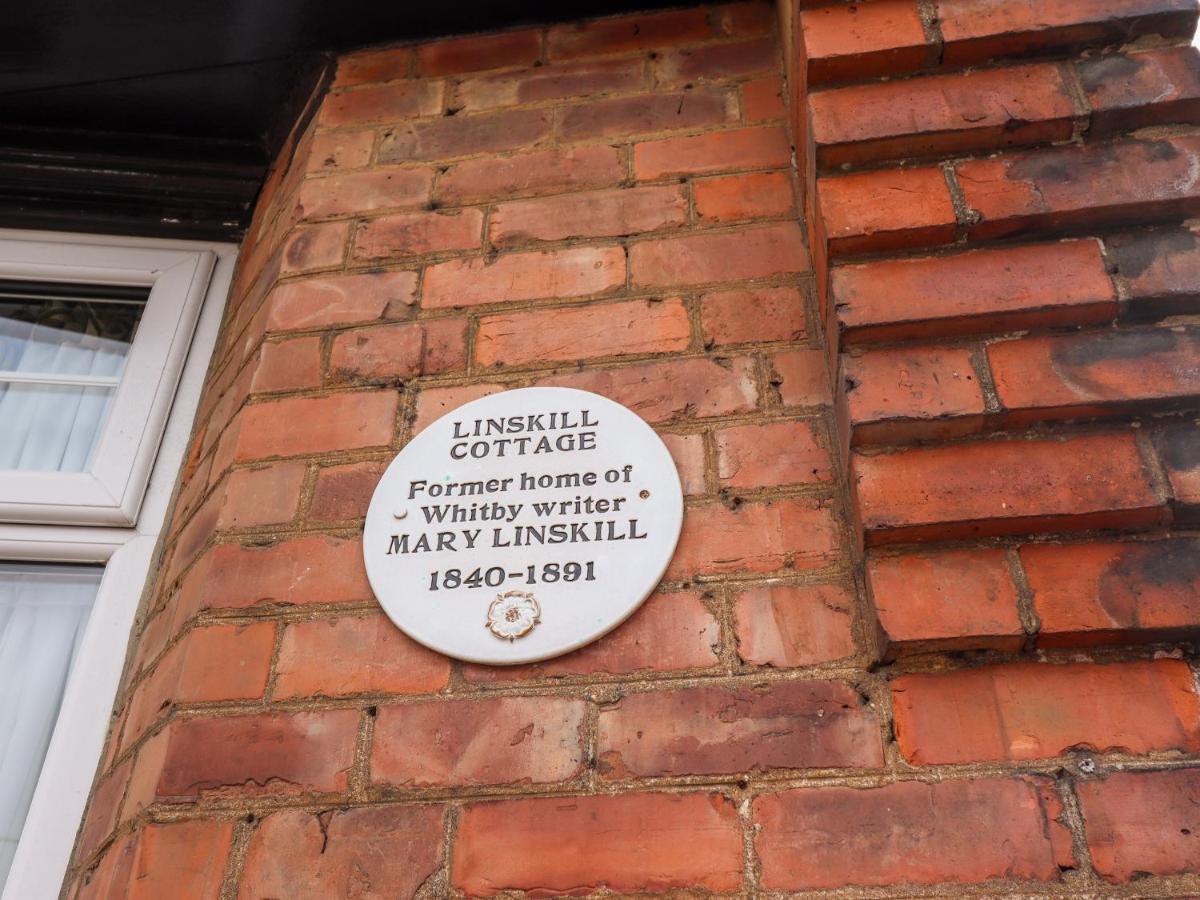 LINSKILL
COTTAGE
Former home of
Whitby writer
MARY LINSKILL
1840-1891